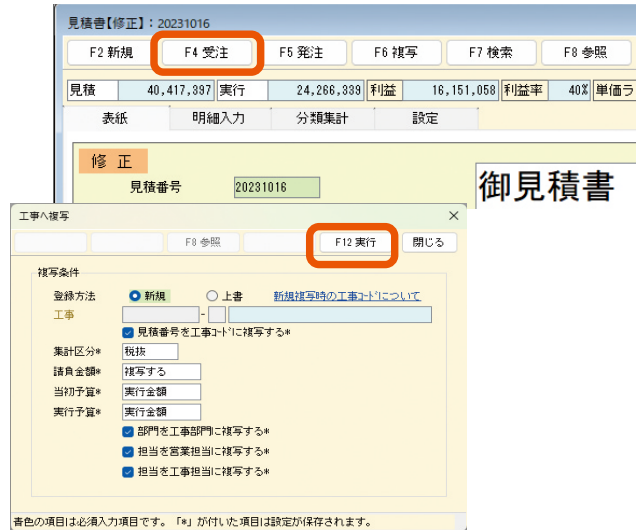 見積書【修正】:20231016
F2 新規 F4 受注 F5 発注 F6 複写 F7 検索 F8 参照
見積 40,417,397 実行 24,266,339 利益 16,151,058 利益率 40% 単価ラ
表紙 明細入力 分類集計 設定
修 正
見積番号 20231016
御見積書
工事へ複写
F8 参照 F12 実行 閉じる
複写条件
登録方法 新規 上書 新規複写時の工事コードについて
工事 -
見積番号を工事コードに複写する*
集計区分* 税抜
請負金額* 複写する
当初予算* 実行金額
実行予算* 実行金額
部門を工事部門に複写する*
担当を営業担当に複写する*
担当を工事担当に複写する*
青色の項目は必須入力項目です。「*」が付いた項目は設定が保存されます。